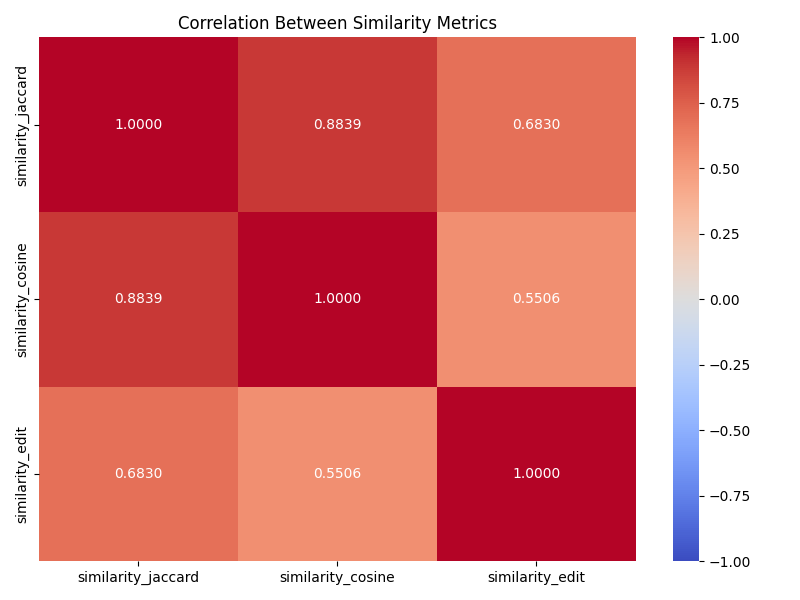 Correlation Between Similarity Metrics
similarity_jaccard
1.0000
0.8839
0.6830
similarity_cosine
0.8839
1.0000
0.5506
similarity_edit
0.6830
0.5506
1.0000
similarity_jaccard
similarity_cosine
similarity_edit
1.00
0.75
0.50
0.25
0.00
−0.25
−0.50
−0.75
−1.00